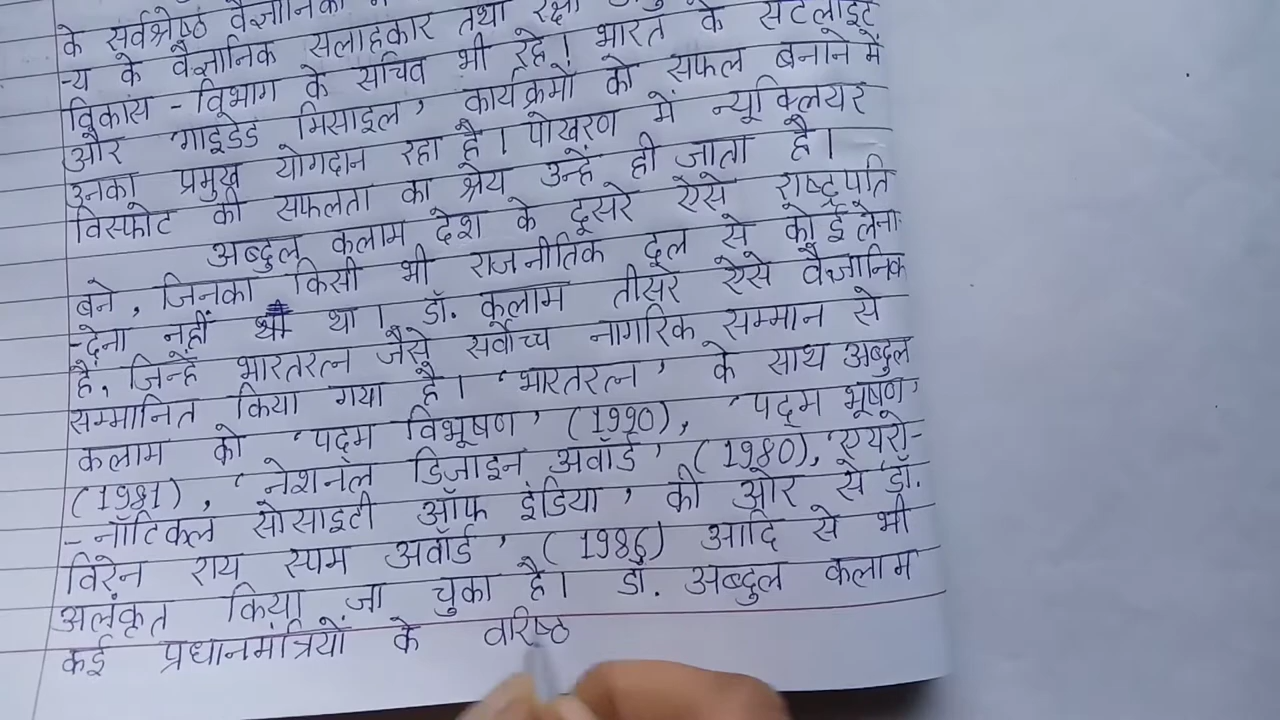 के सर्वश्रेष्ठ वैज्ञानिकों
-य के वैज्ञानिक सलाहकार तथा रक्षा
विकास - विभाग के सचिव भी रहे। भारत के सेटेलाइट
और 'गाइडेड मिसाइल' कार्यक्रमों को सफल बनाने में
उनका प्रमुख योगदान रहा है। पोखरण में न्यूक्लियर
विस्फोट की सफलता का श्रेय उन्हें ही जाता है।
अब्दुल कलाम देश के दूसरे ऐसे राष्ट्रपति
बने, जिनका किसी भी राजनीतिक दल से कोई लेना
-देना नहीं था। डॉ. कलाम तीसरे ऐसे वैज्ञानिक
हैं, जिन्हें भारतरत्न जैसे सर्वोच्च नागरिक सम्मान से
सम्मानित किया गया है। 'भारतरत्न' के साथ अब्दुल
कलाम को 'पद्म विभूषण' (1990), 'पद्म भूषण'
(1981), 'नेशनल डिजाइन अवॉर्ड' (1980), 'एयरो-
-नॉटिकल सोसाइटी ऑफ इंडिया' की ओर से डॉ.
विरेन राय स्पम अवॉर्ड' (1986) आदि से भी
अलंकृत किया जा चुका है। डॉ. अब्दुल कलाम
कई प्रधानमंत्रियों के वरिष्ठ